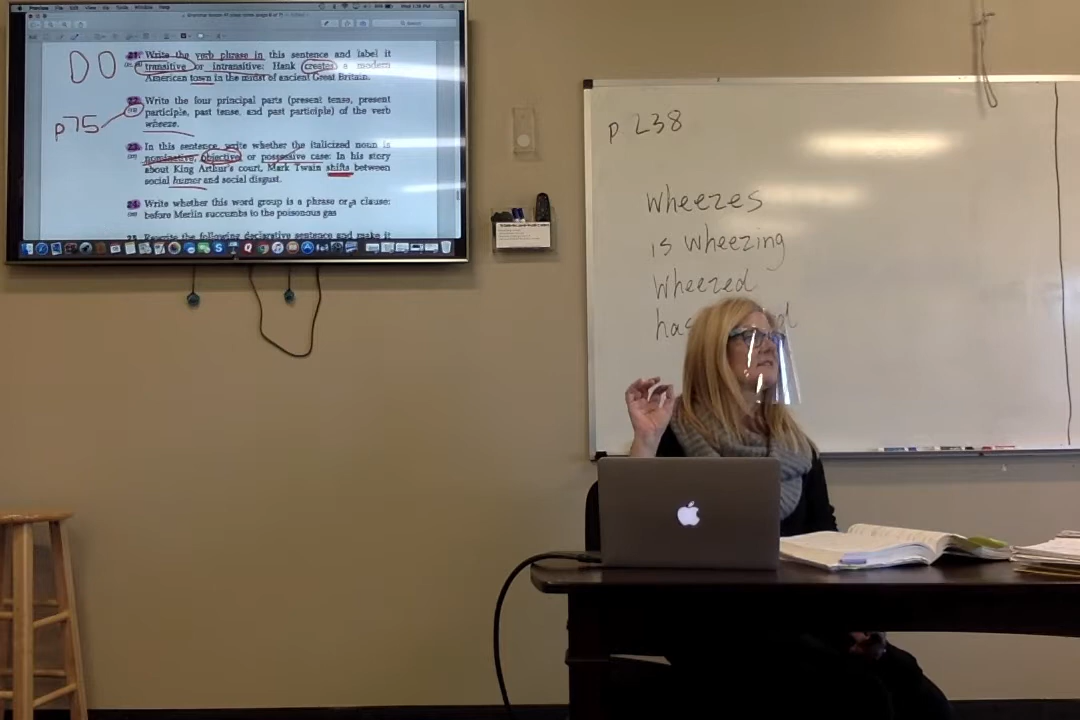 DO
21. Write the verb phrase in this sentence and label it
transitive or intransitive: Hank creates a modern
American town in the midst of ancient Great Britain.
p75
22. Write the four principal parts (present tense, present
participle, past tense, and past participle) of the verb
wheeze.
23. In this sentence, write whether the italicized noun is
nominative, objective or possessive case: In his story
about King Arthur's court, Mark Twain shifts between
social humor and social disgust.
24. Write whether this word group is a phrase or a clause:
before Merlin succumbs to the poisonous gas
p 238
wheezes
is wheezing
wheezed
has